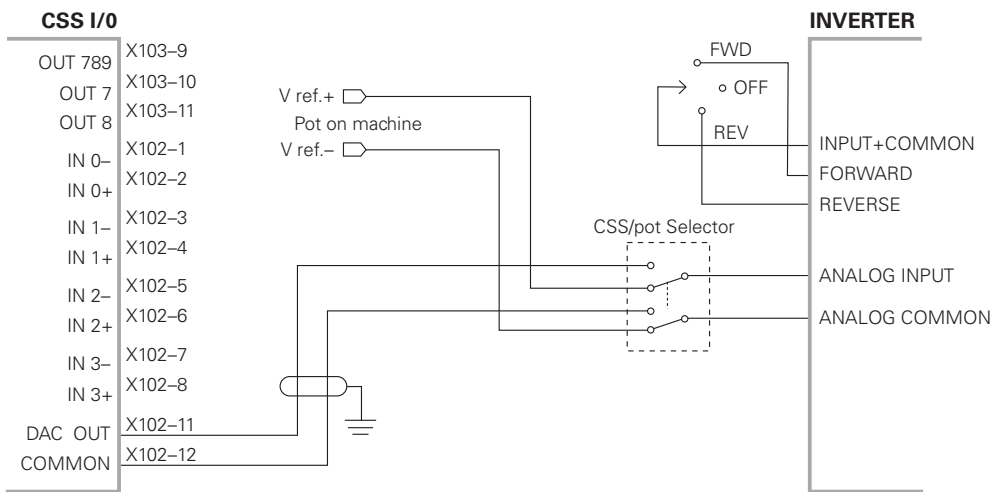 CSS I/0
INVERTER
OUT 789
X103–9
OUT 7
X103–10
OUT 8
X103–11
IN 0–
X102–1
IN 0+
X102–2
IN 1–
X102–3
IN 1+
X102–4
IN 2–
X102–5
IN 2+
X102–6
IN 3–
X102–7
IN 3+
X102–8
DAC OUT
X102–11
COMMON
X102–12
V ref.+
Pot on machine
V ref.–
FWD
OFF
REV
CSS/pot Selector
INPUT+COMMON
FORWARD
REVERSE
ANALOG INPUT
ANALOG COMMON